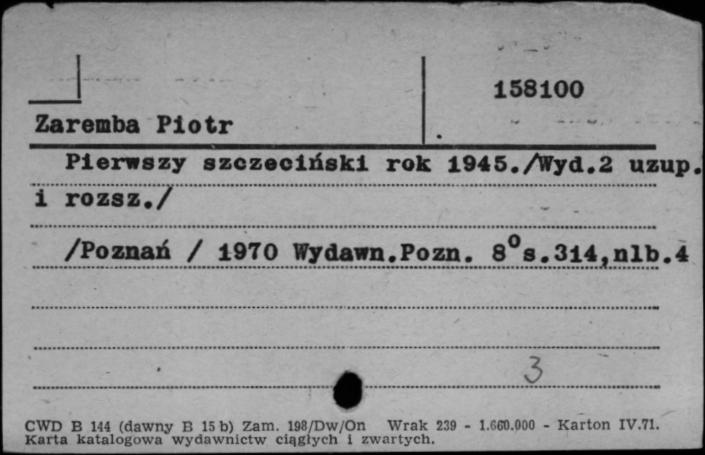 158100
Zaremba Piotr
Pierwszy szczeciński rok 1945./Wyd.2 uzup.
i rozsz./
/Poznań / 1970 Wydawn.Pozn. 8° s.314,nlb.4
3
CWD B 144 (dawny B 15 b) Zam. 198/Dw/On Wrak 239 - 1.660.000 - Karton IV.71.
Karta katalogowa wydawnictw ciągłych i zwartych.